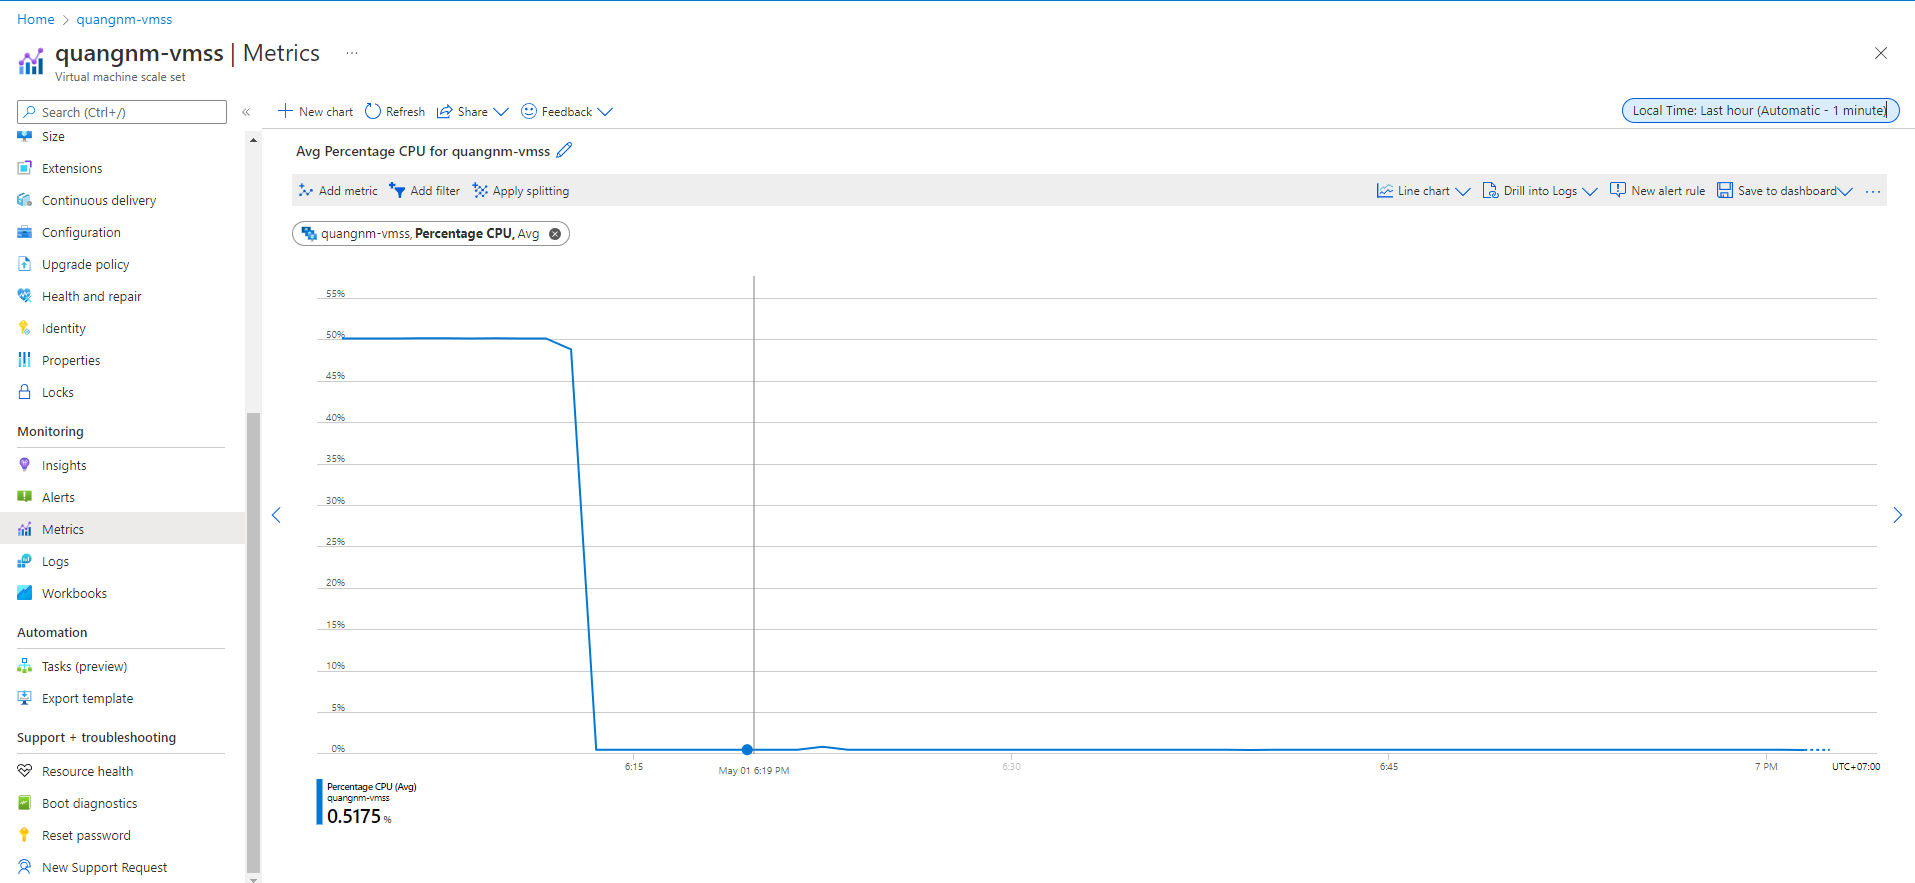 Home > quangnm-vmss
quangnm-vmss | Metrics ...
Virtual machine scale set
Search (Ctrl+/)
«
Size
Extensions
Continuous delivery
Configuration
Upgrade policy
Health and repair
Identity
Properties
Locks
Monitoring
Insights
Alerts
Metrics
Logs
Workbooks
Automation
Tasks (preview)
Export template
Support + troubleshooting
Resource health
Boot diagnostics
Reset password
New Support Request
New chart Refresh Share Feedback
Local Time: Last hour (Automatic - 1 minute)
Avg Percentage CPU for quangnm-vmss
Add metric Add filter Apply splitting
Line chart Drill into Logs New alert rule Save to dashboard ...
quangnm-vmss, Percentage CPU, Avg
55%
50%
45%
40%
35%
30%
25%
20%
15%
10%
5%
0%
6:15 May 01 6:19 PM 6:30 6:45 7 PM UTC+07:00
Percentage CPU (Avg)
quangnm-vmss
0.5175 %